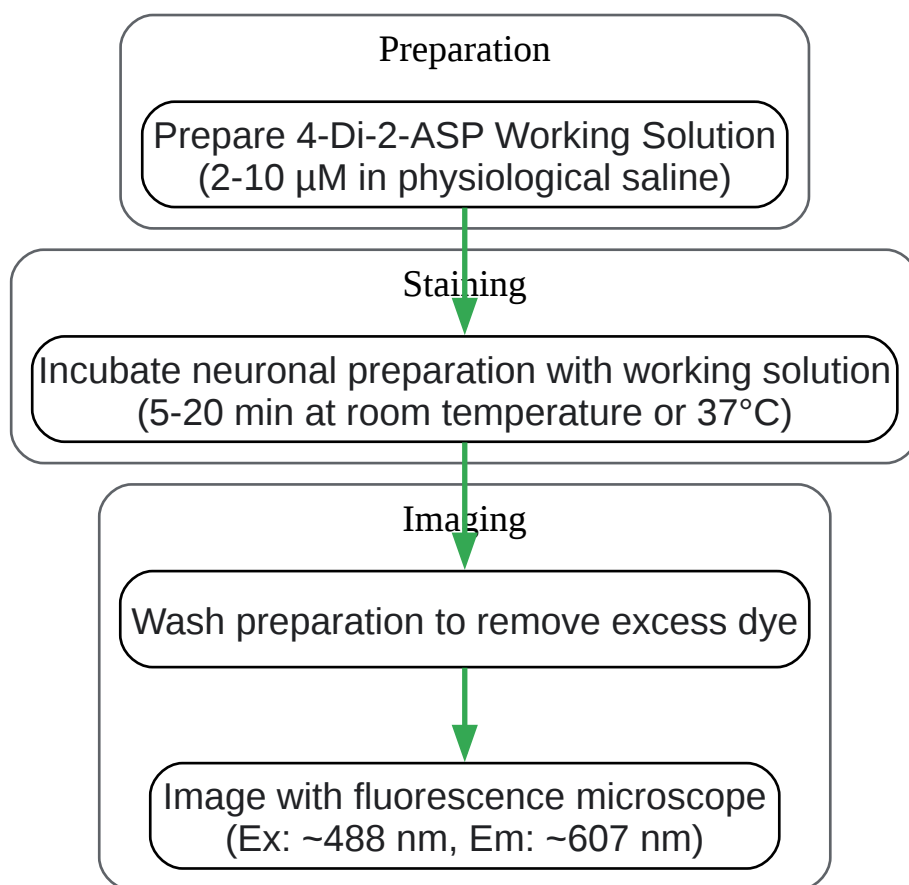 Preparation
Prepare 4-Di-2-ASP Working Solution
(2-10 µM in physiological saline)
Staining
Incubate neuronal preparation with working solution
(5-20 min at room temperature or 37°C)
Imaging
Wash preparation to remove excess dye
Image with fluorescence microscope
(Ex: ~488 nm, Em: ~607 nm)